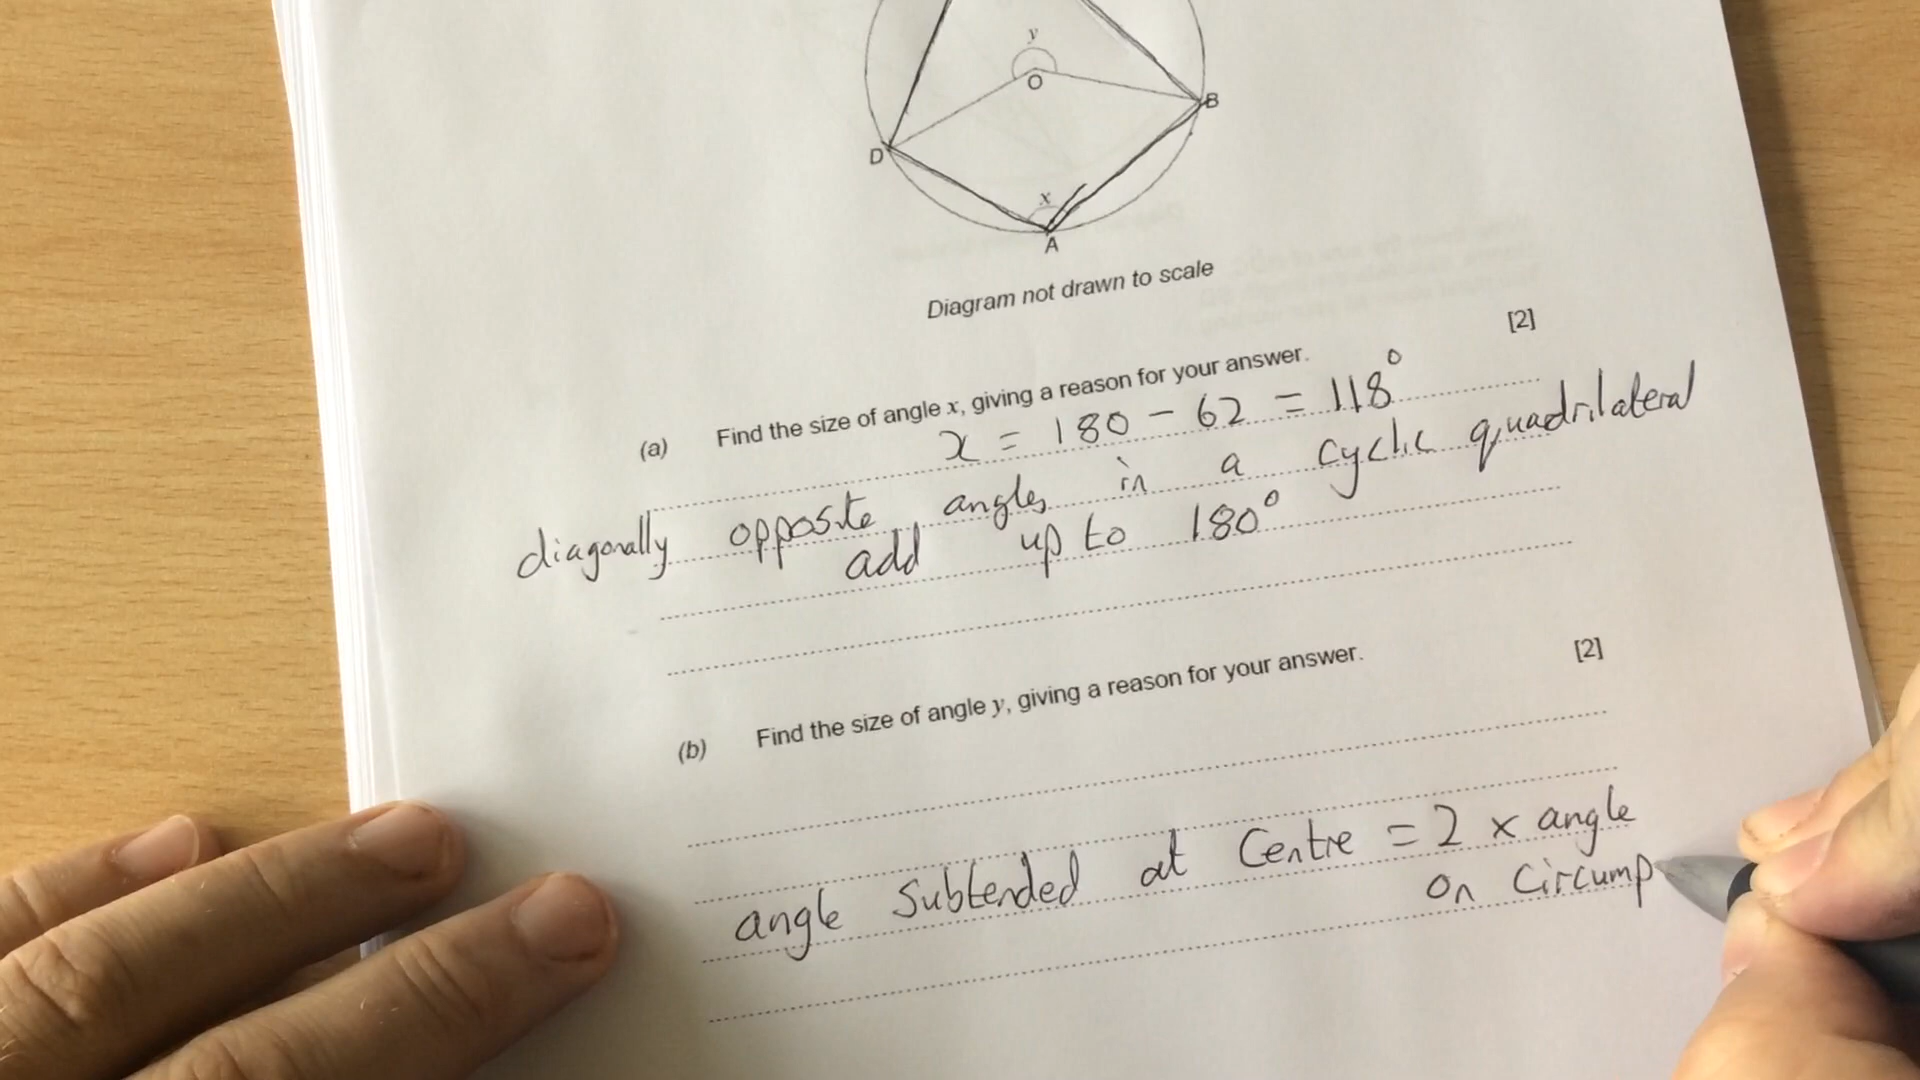 y
O
B
D
x
A
Diagram not drawn to scale
[2]
(a) Find the size of angle x, giving a reason for your answer.
x = 180 - 62 = 118°
diagonally opposite angles in a cyclic quadrilateral
add up to 180°
[2]
(b) Find the size of angle y, giving a reason for your answer.
angle Subtended at Centre = 2 x angle
on Circump